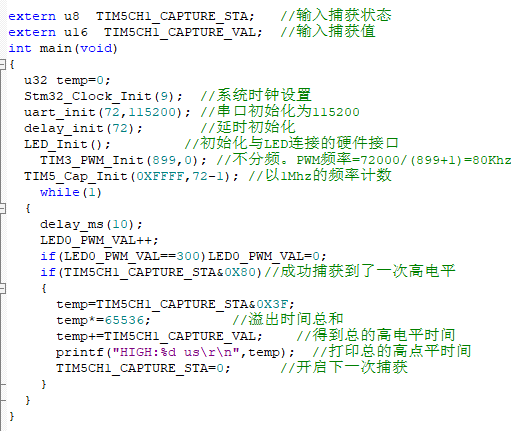 extern u8  TIM5CH1_CAPTURE_STA;   //输入捕获状态
extern u16  TIM5CH1_CAPTURE_VAL;  //输入捕获值
int main(void)
{
  u32 temp=0;
  Stm32_Clock_Init(9);  //系统时钟设置
  uart_init(72,115200); //串口初始化为115200
  delay_init(72);       //延时初始化
  LED_Init();         //初始化与LED连接的硬件接口
    TIM3_PWM_Init(899,0); //不分频。PWM频率=72000/(899+1)=80Khz
  TIM5_Cap_Init(0XFFFF,72-1); //以1Mhz的频率计数
    while(1)
  {
    delay_ms(10);
    LED0_PWM_VAL++;
    if(LED0_PWM_VAL==300)LED0_PWM_VAL=0;
    if(TIM5CH1_CAPTURE_STA&0X80)//成功捕获到了一次高电平
    {
      temp=TIM5CH1_CAPTURE_STA&0X3F;
      temp*=65536;          //溢出时间总和
      temp+=TIM5CH1_CAPTURE_VAL;    //得到总的高电平时间
      printf("HIGH:%d us\r\n",temp);  //打印总的高点平时间
      TIM5CH1_CAPTURE_STA=0;      //开启下一次捕获
    }
  }
}